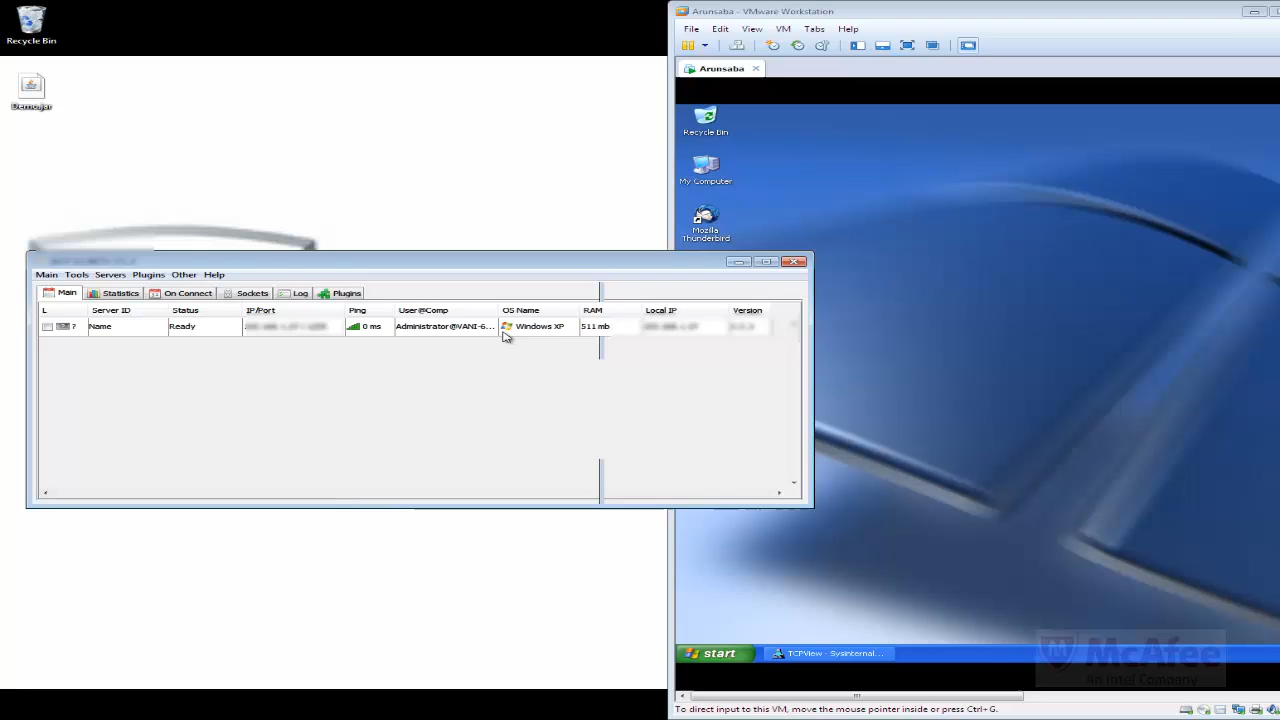 Recycle Bin
Demo.jar
Arunsaba - VMware Workstation
File Edit View VM Tabs Help
Arunsaba
Recycle Bin
My Computer
Mozilla
Thunderbird
Main Tools Servers Plugins Other Help
Main Statistics On Connect Sockets Log Plugins
L Server ID Status IP/Port Ping User@Comp OS Name RAM Local IP Version
? Name Ready 0 ms Administrator@VANI-6... Windows XP 511 mb
start TCPView - Sysinternal...
McAfee
An Intel Company
To direct input to this VM, move the mouse pointer inside or press Ctrl+G.